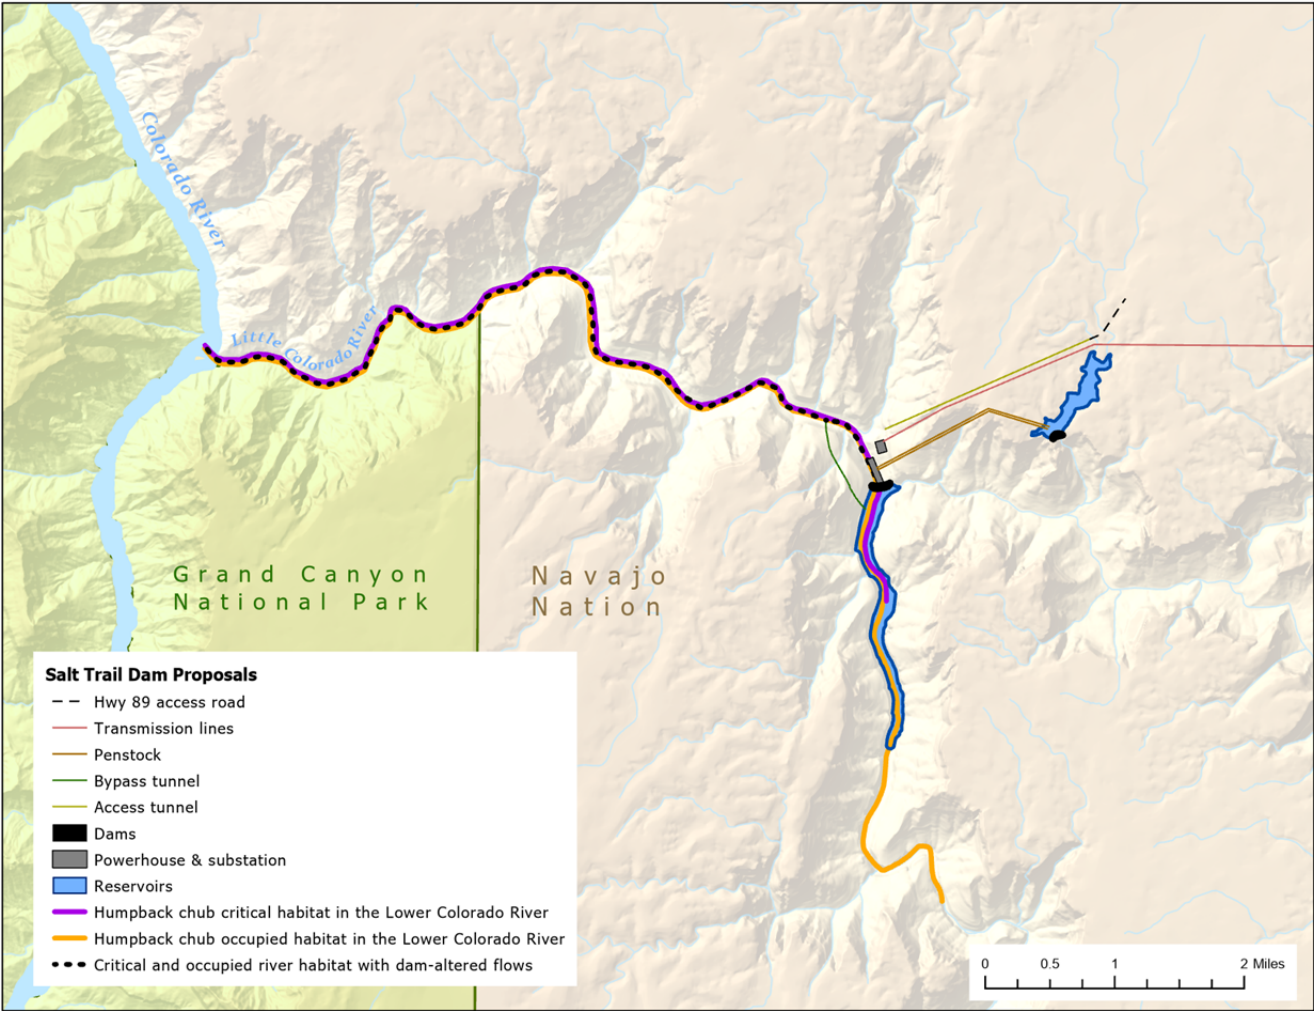 Colorado River
Little Colorado River
Grand Canyon
National Park
Navajo
Nation
Salt Trail Dam Proposals
Hwy 89 access road
Transmission lines
Penstock
Bypass tunnel
Access tunnel
Dams
Powerhouse & substation
Reservoirs
Humpback chub critical habitat in the Lower Colorado River
Humpback chub occupied habitat in the Lower Colorado River
Critical and occupied river habitat with dam-altered flows
0 0.5 1 2 Miles